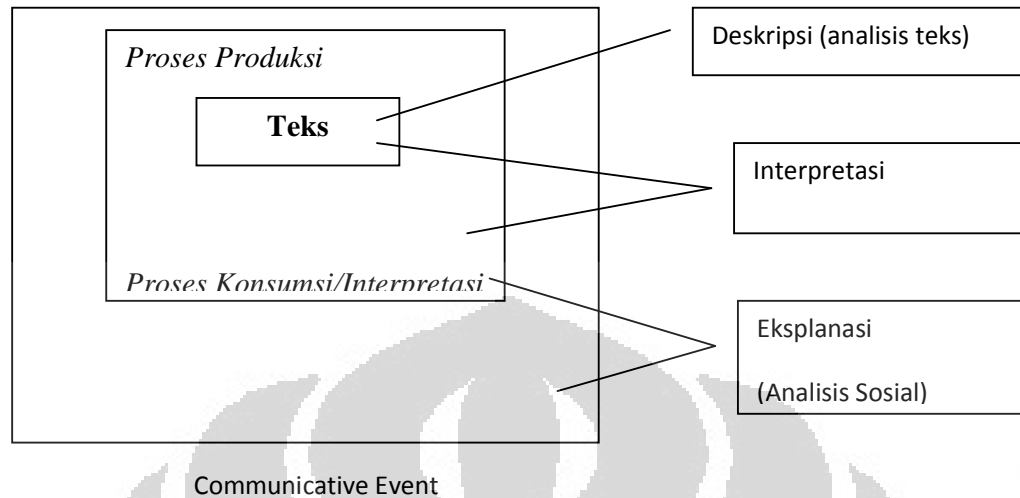 Proses Produksi
Teks
Proses Konsumsi/Interpretasi
Deskripsi (analisis teks)
Interpretasi
Eksplanasi
(Analisis Sosial)
Communicative Event